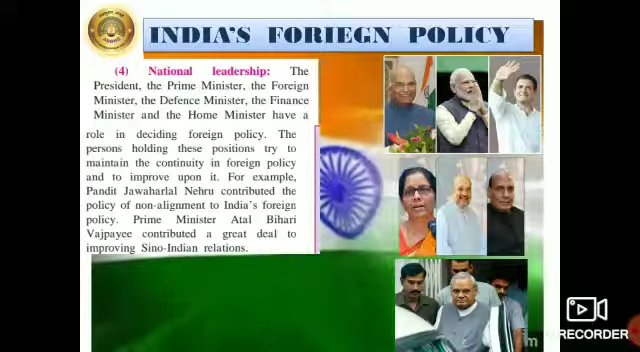 INDIA'S FORIEGN POLICY
(4) National leadership: The
President, the Prime Minister, the Foreign
Minister, the Defence Minister, the Finance
Minister and the Home Minister have a
role in deciding foreign policy. The
persons holding these positions try to
maintain the continuity in foreign policy
and to improve upon it. For example,
Pandit Jawaharlal Nehru contributed the
policy of non-alignment to India's foreign
policy. Prime Minister Atal Bihari
Vajpayee contributed a great deal to
improving Sino-Indian relations.
RECORDER